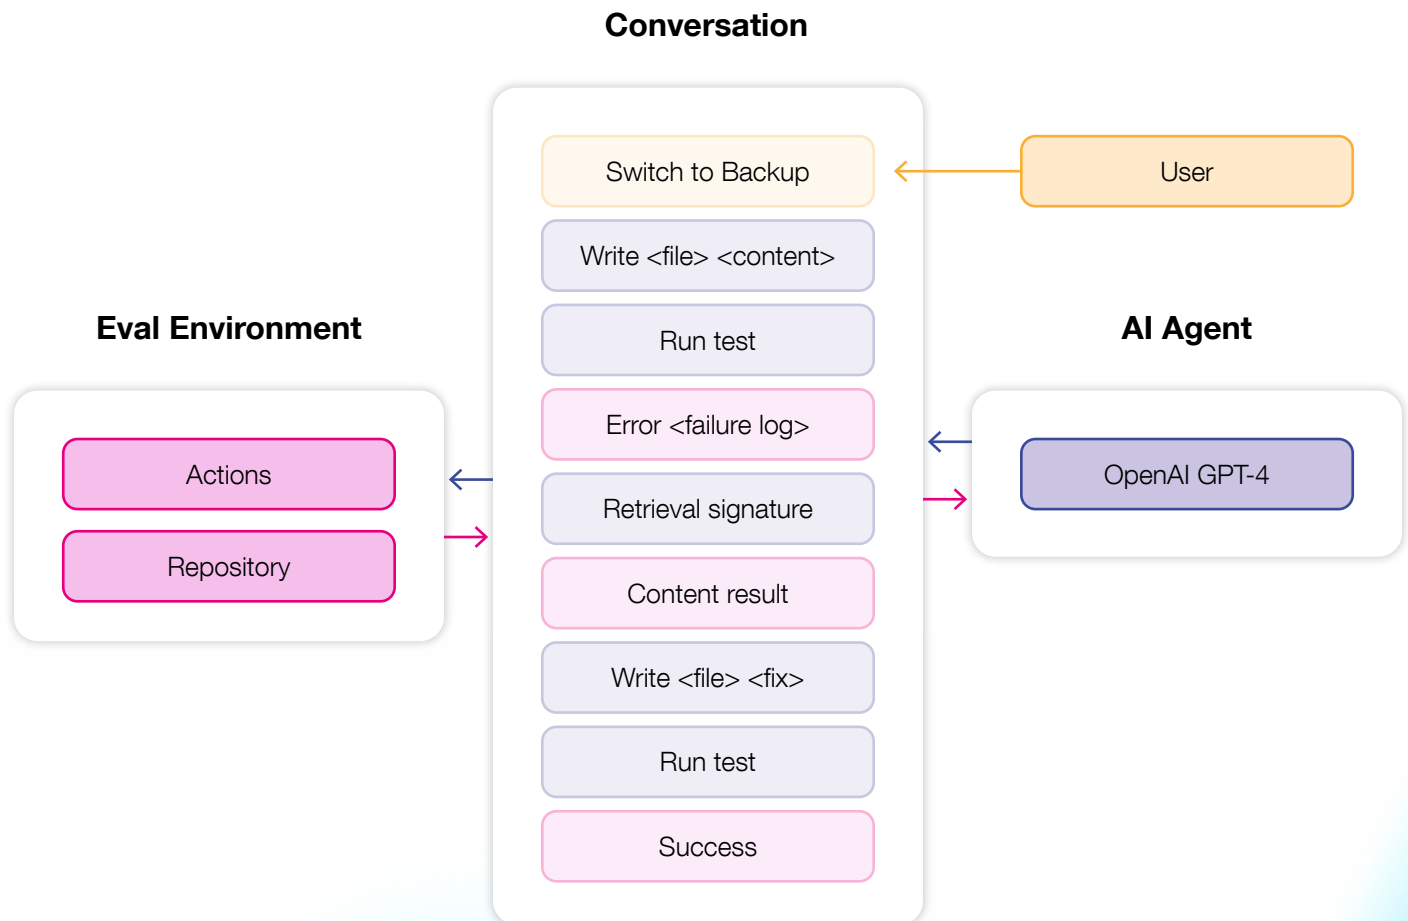 Conversation
Switch to Backup
User
Write <file> <content>
Run test
Eval Environment
AI Agent
Error <failure log>
Actions
OpenAI GPT-4
Retrieval signature
Repository
Content result
Write <file> <fix>
Run test
Success